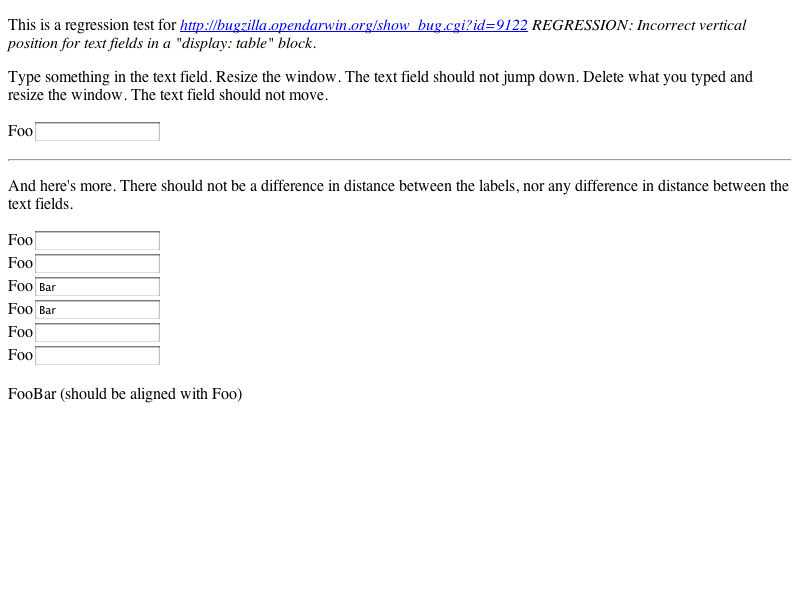 This is a regression test for http://bugzilla.opendarwin.org/show_bug.cgi?id=9122 REGRESSION: Incorrect vertical
position for text fields in a "display: table" block.
Type something in the text field. Resize the window. The text field should not jump down. Delete what you typed and
resize the window. The text field should not move.
Foo
And here's more. There should not be a difference in distance between the labels, nor any difference in distance between the
text fields.
Foo
Foo
Foo Bar
Foo Bar
Foo
Foo
FooBar (should be aligned with Foo)